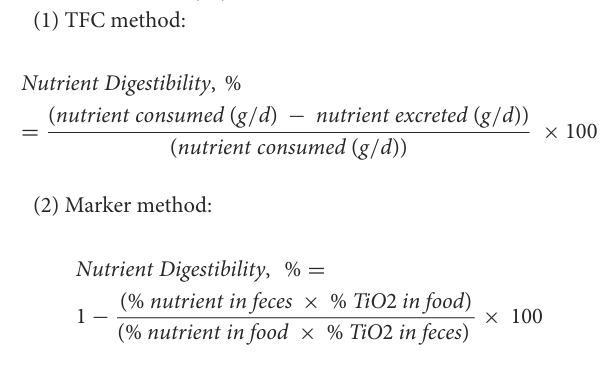 (1) TFC method:
Nutrient Digestibility, %
= (nutrient consumed (g/d) − nutrient excreted (g/d)) / (nutrient consumed (g/d)) × 100
(2) Marker method:
Nutrient Digestibility, % =
1 − (% nutrient in feces × % TiO2 in food) / (% nutrient in food × % TiO2 in feces) × 100